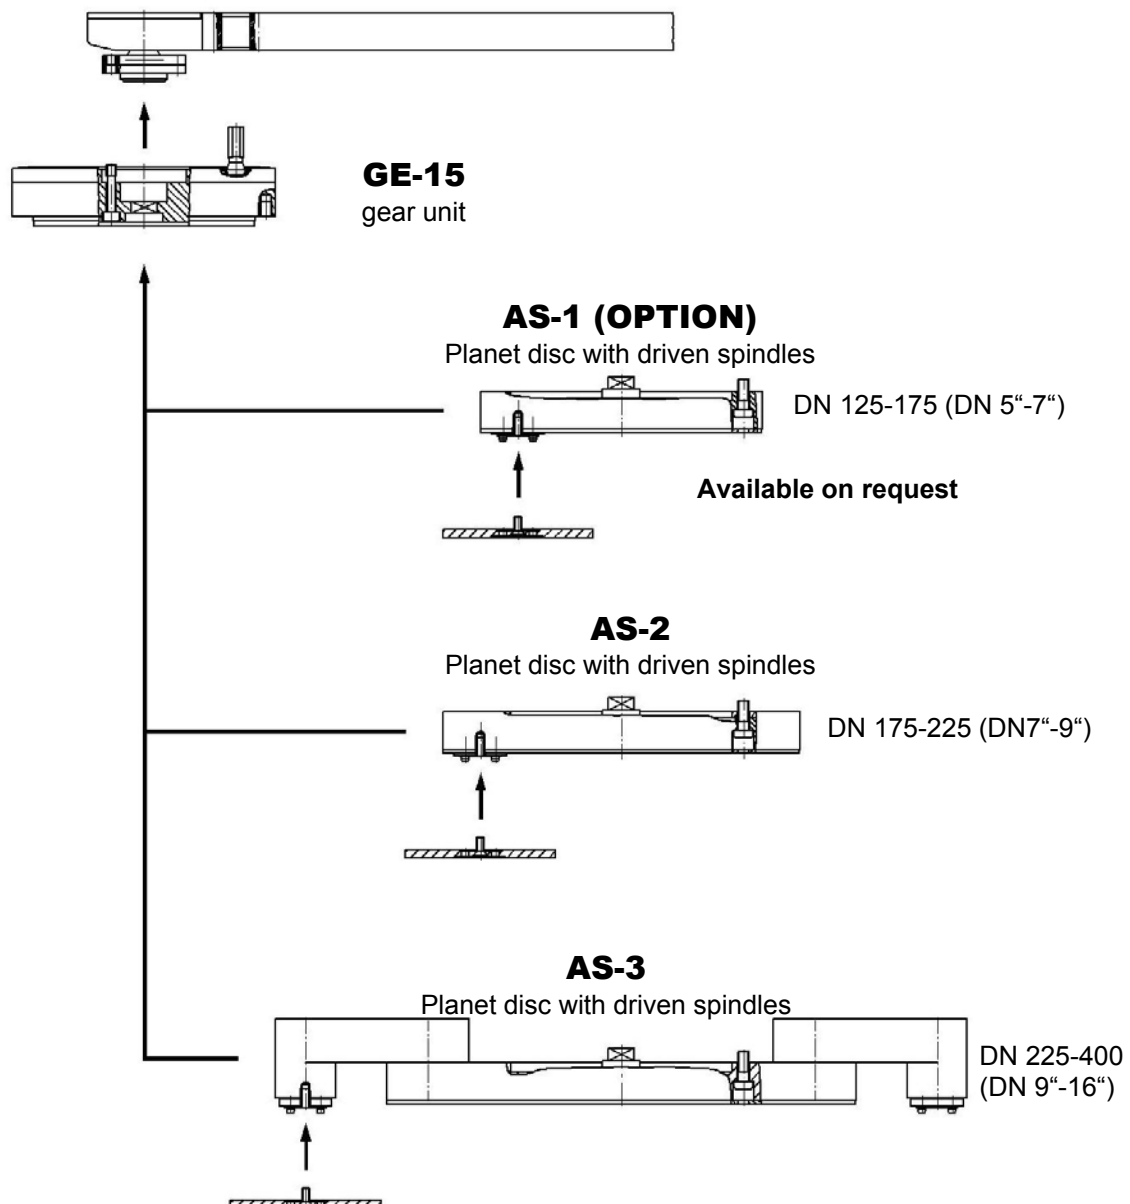 GE-15
gear unit
AS-1 (OPTION)
Planet disc with driven spindles
DN 125-175 (DN 5“-7“)
Available on request
AS-2
Planet disc with driven spindles
DN 175-225 (DN7“-9“)
AS-3
Planet disc with driven spindles
DN 225-400
(DN 9“-16“)